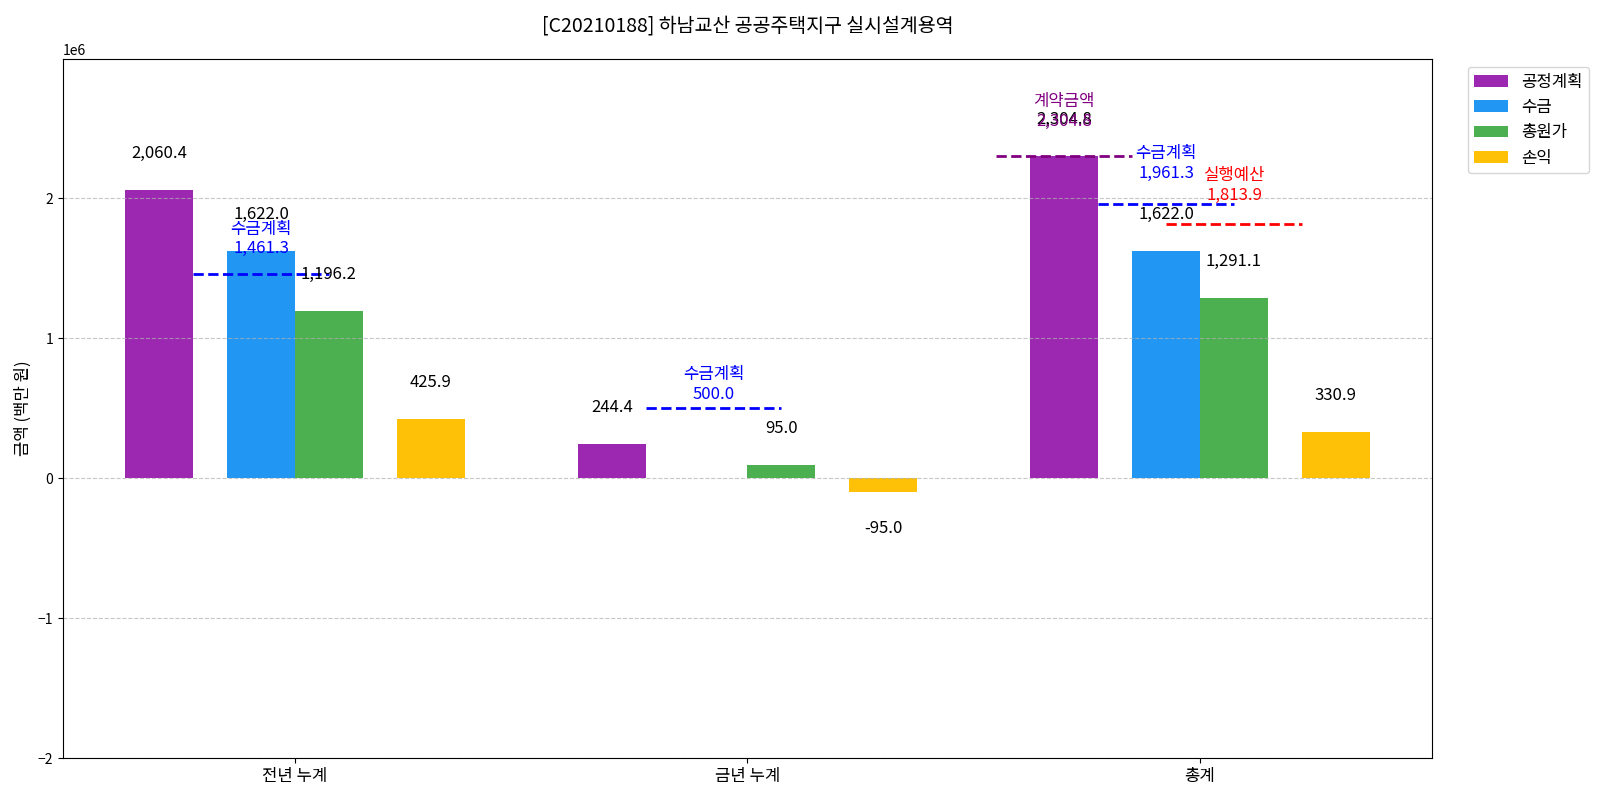 [C20210188] 하남교산 공공주택지구 실시설계용역
1e6
금액 (백만 원)
2
1
0
−1
−2
2,060.4
1,622.0
수금계획
1,461.3
1,196.2
425.9
244.4
수금계획
500.0
95.0
-95.0
계약금액
2,304.8
2,304.8
수금계획
1,961.3
실행예산
1,813.9
1,622.0
1,291.1
330.9
전년 누계
금년 누계
총계
공정계획
수금
총원가
손익